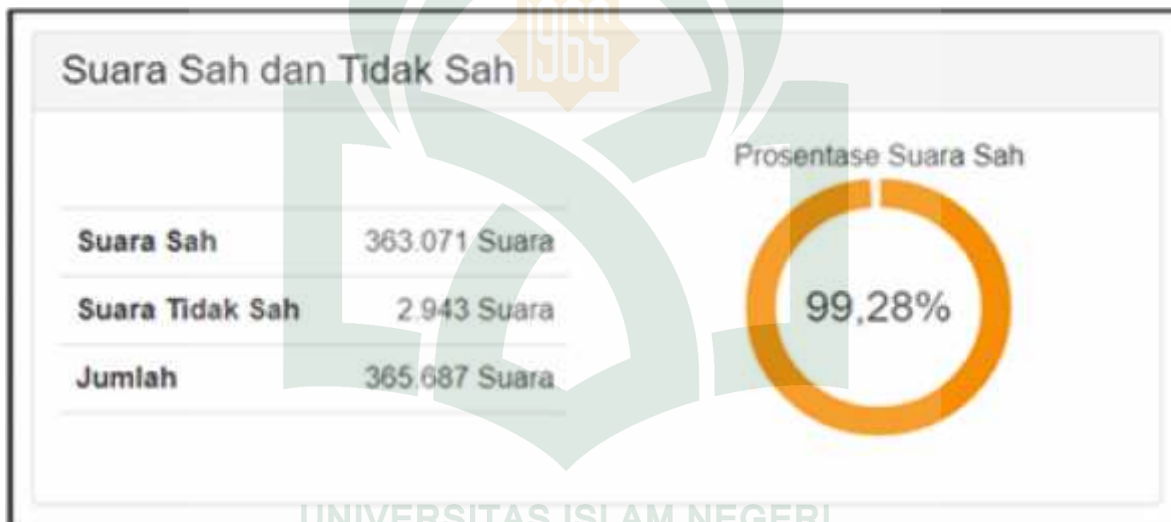 1965
Suara Sah dan Tidak Sah
Prosentase Suara Sah
Suara Sah 363.071 Suara
Suara Tidak Sah 2.943 Suara
Jumlah 365.687 Suara
99,28%
UNIVERSITAS ISLAM NEGERI